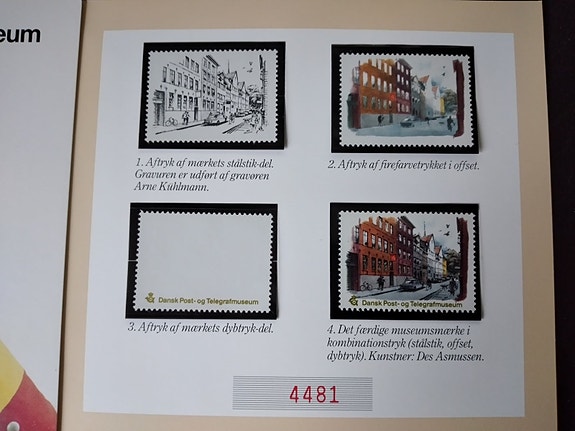 eum
1. Aftryk af mærkets stålstik-del.
Gravuren er udført af gravøren
Arne Kühlmann.
2. Aftryk af firefarvetrykket i offset.
Dansk Post- og Telegrafmuseum
3. Aftryk af mærkets dybtryk-del.
Dansk Post- og Telegrafmuseum
4. Det færdige museumsmærke i
kombinationstryk (stålstik, offset,
dybtryk). Kunstner: Des Asmussen.
4481